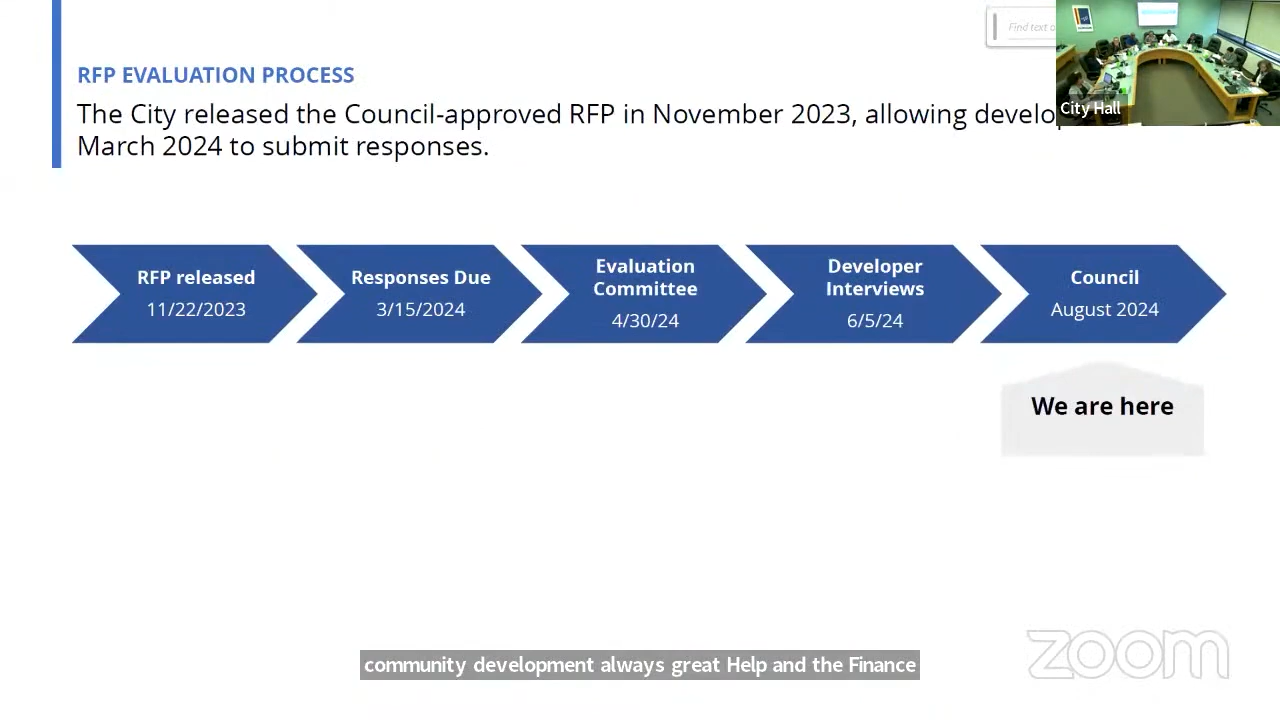 Find text o
RFP EVALUATION PROCESS
The City released the Council-approved RFP in November 2023, allowing develop
March 2024 to submit responses.
City Hall
RFP released
11/22/2023
Responses Due
3/15/2024
Evaluation
Committee
4/30/24
Developer
Interviews
6/5/24
Council
August 2024
We are here
community development always great Help and the Finance
zoom